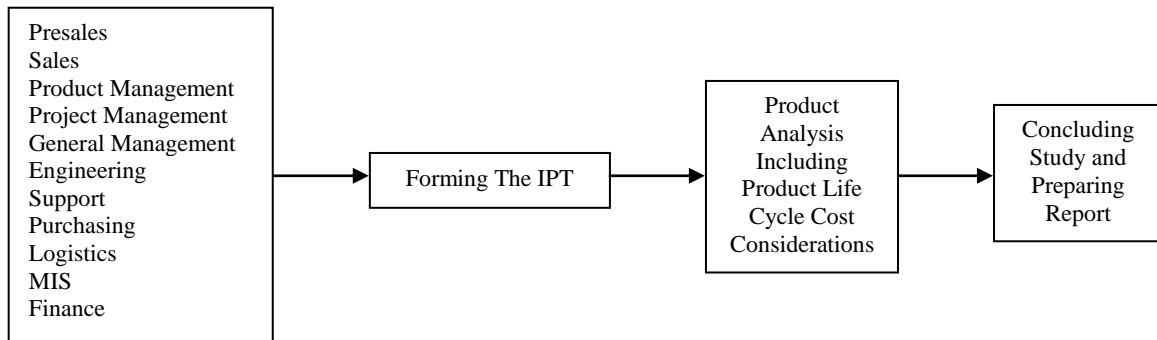 Presales
Sales
Product Management
Project Management
General Management
Engineering
Support
Purchasing
Logistics
MIS
Finance
Forming The IPT
Product
Analysis
Including
Product Life
Cycle Cost
Considerations
Concluding
Study and
Preparing
Report